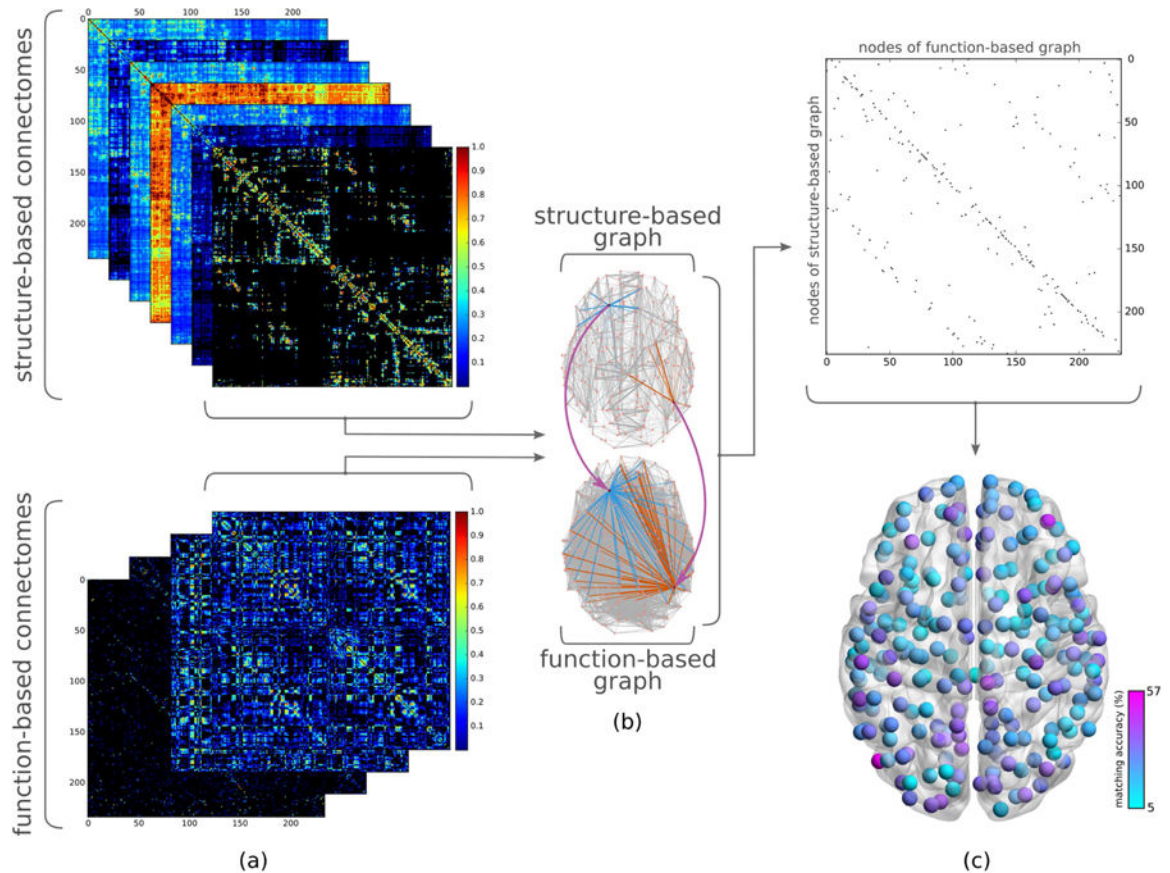 structure-based connectomes
0 50 100 150 200
0
50
100
150
200
1.0
0.9
0.8
0.7
0.6
0.5
0.4
0.3
0.2
0.1
function-based connectomes
0
50
100
150
200
0 50 100 150 200
1.0
0.9
0.8
0.7
0.6
0.5
0.4
0.3
0.2
0.1
(a)
structure-based
graph
function-based
graph
(b)
nodes of function-based graph
nodes of structure-based graph
0
50
100
150
200
0 50 100 150 200
matching accuracy (%)
57
5
(c)